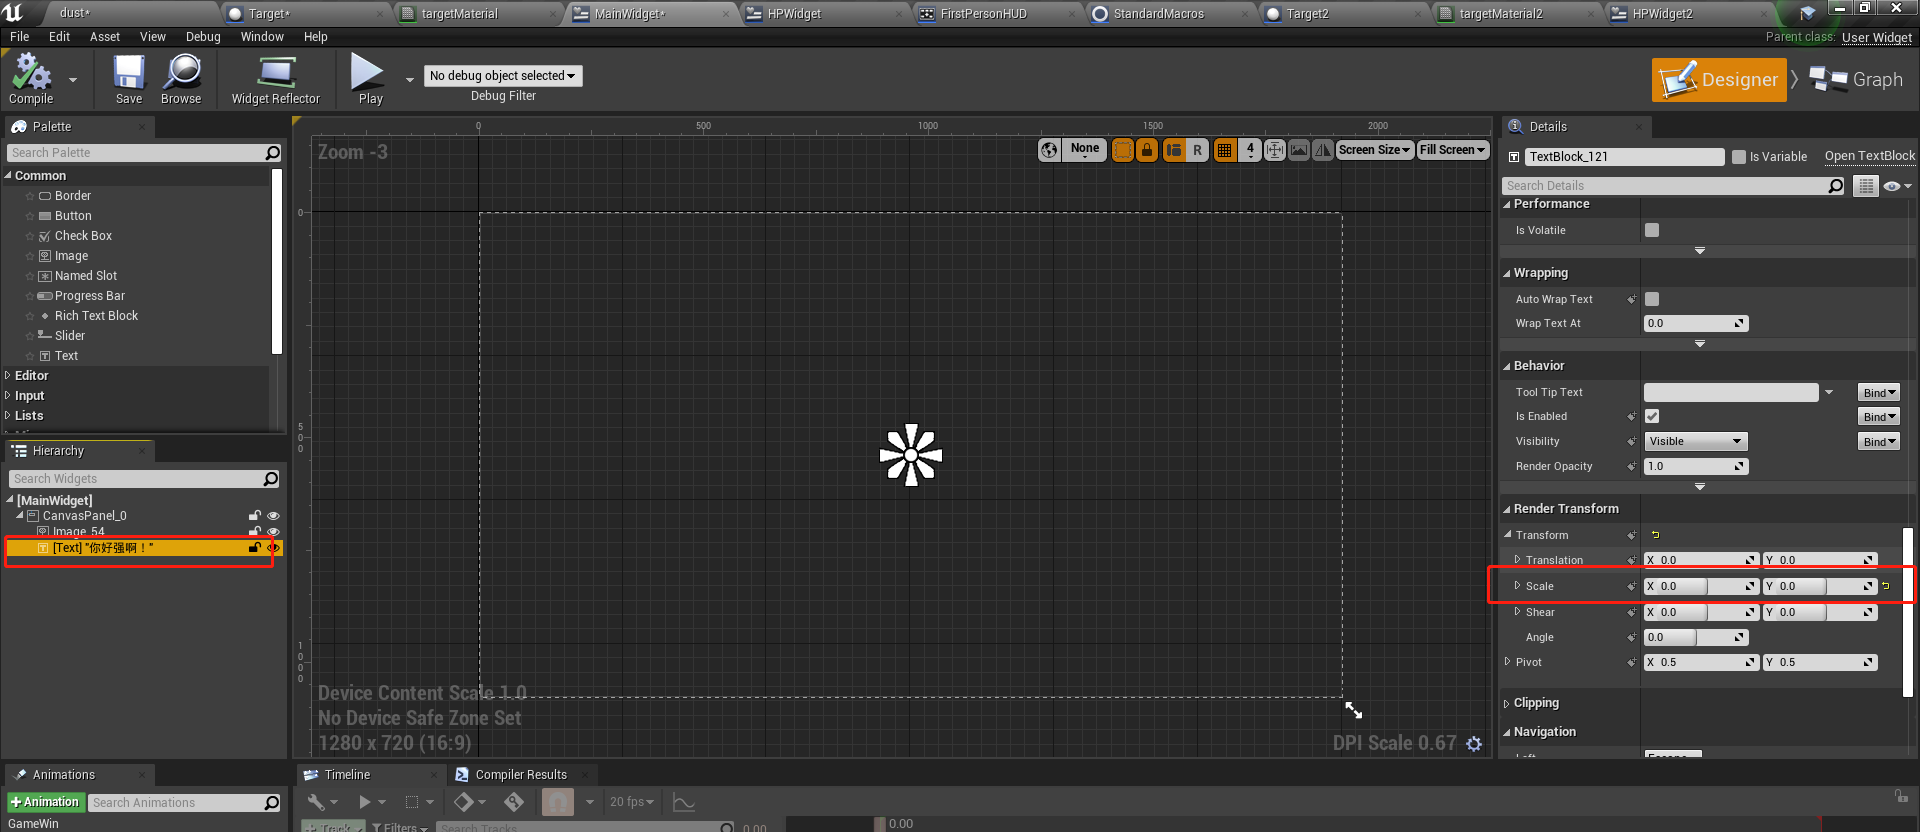 dust*
Target*
targetMaterial
MainWidget*
HPWidget
FirstPersonHUD
StandardMacros
Target2
targetMaterial2
HPWidget2
File Edit Asset View Debug Window Help
Parent class: User Widget
Compile
Save
Browse
Widget Reflector
Play
No debug object selected
Debug Filter
Designer
Graph
Palette
Search Palette
Common
Border
Button
Check Box
Image
Named Slot
Progress Bar
Rich Text Block
Slider
Text
Editor
Input
Lists
Hierarchy
Search Widgets
[MainWidget]
CanvasPanel_0
Image_54
[Text] "你好强啊！"
Animations
+Animation
Search Animations
GameWin
0 500 1000 1500 2000
0
500
1000
Zoom -3
None
R
4
Screen Size
Fill Screen
Device Content Scale 1.0
No Device Safe Zone Set
1280 x 720 (16:9)
DPI Scale 0.67
Timeline
Compiler Results
20 fps
+Track
Filters
Search Tracks
0.00
0.00
Details
TextBlock_121
Is Variable
Open TextBlock
Search Details
Performance
Is Volatile
Wrapping
Auto Wrap Text
Wrap Text At 0.0
Behavior
Tool Tip Text Bind
Is Enabled Bind
Visibility Visible Bind
Render Opacity 1.0
Render Transform
Transform
Translation X 0.0 Y 0.0
Scale X 0.0 Y 0.0
Shear X 0.0 Y 0.0
Angle 0.0
Pivot X 0.5 Y 0.5
Clipping
Navigation